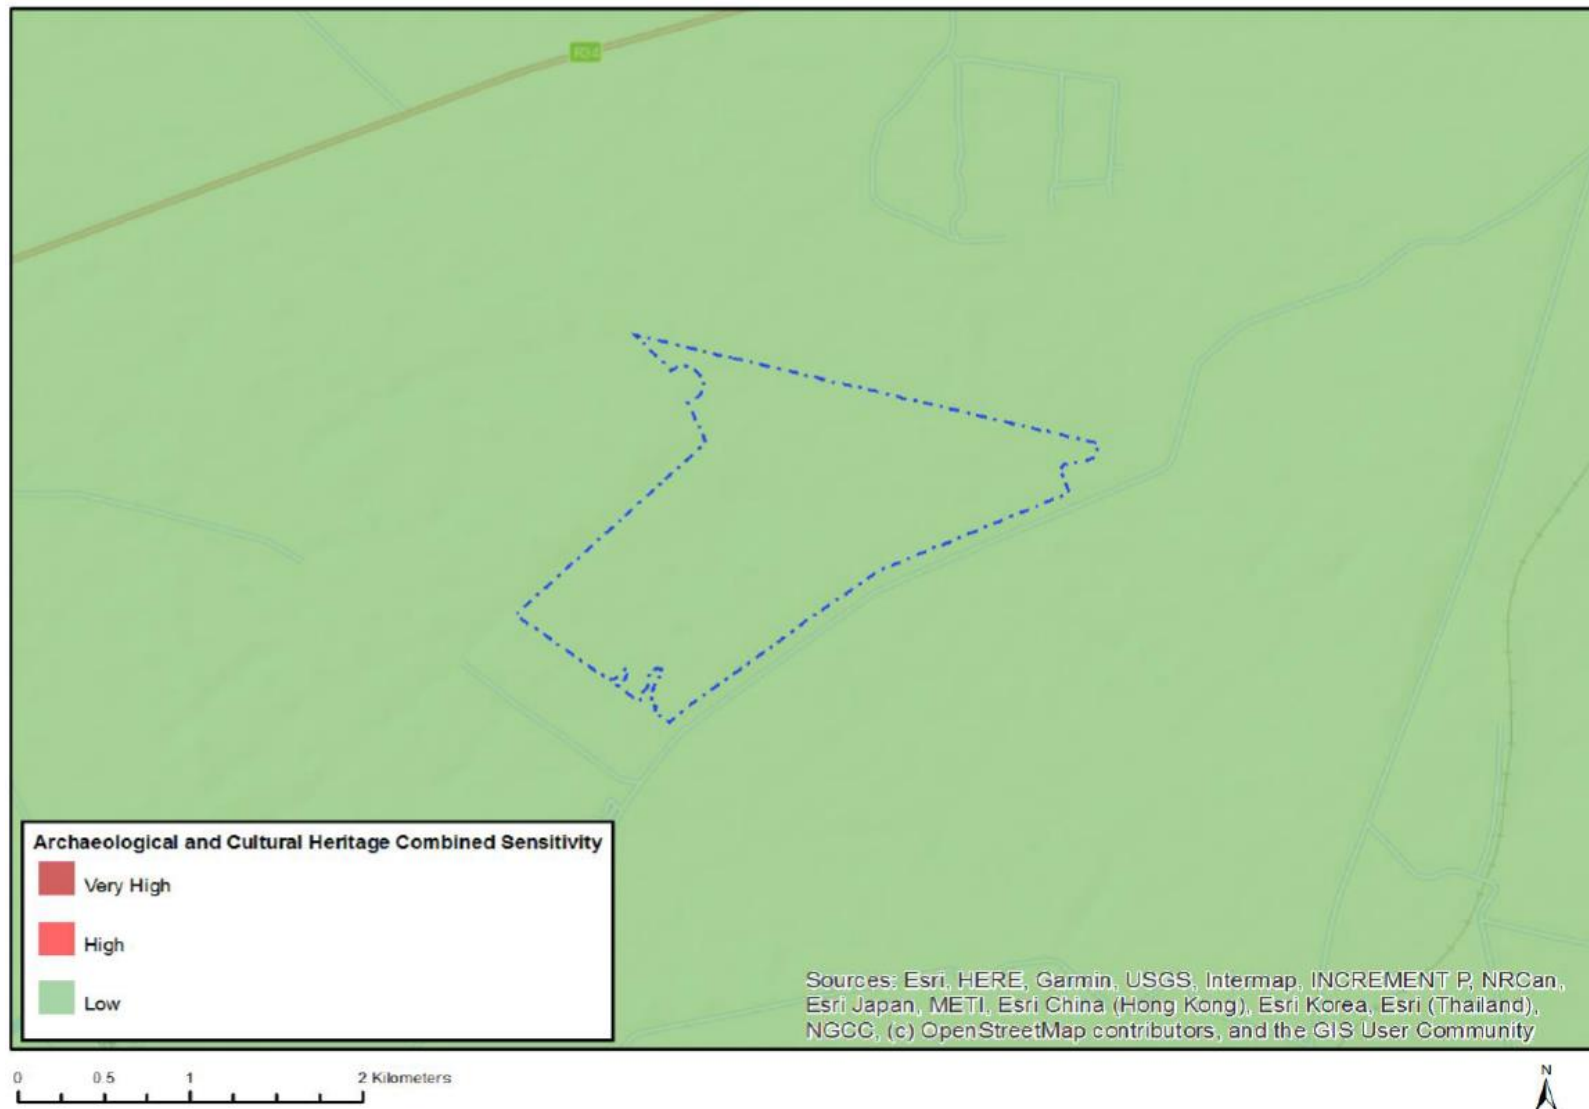 R34
Archaeological and Cultural Heritage Combined Sensitivity
Very High
High
Low
Sources: Esri, HERE, Garmin, USGS, Intermap, INCREMENT P, NRCan,
Esri Japan, METI, Esri China (Hong Kong), Esri Korea, Esri (Thailand),
NGCC, (c) OpenStreetMap contributors, and the GIS User Community
0 0.5 1 2 Kilometers
N